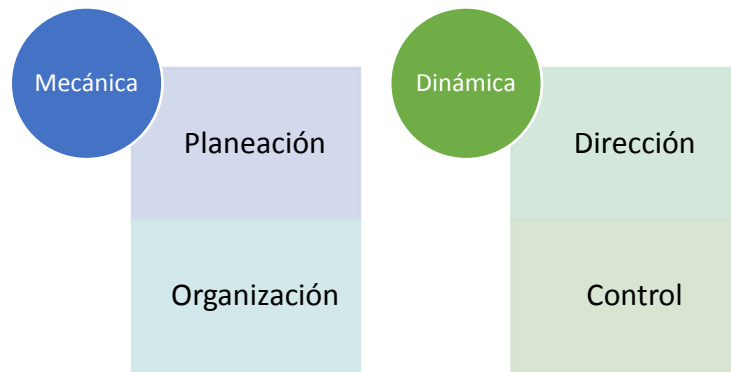 Mecánica
Planeación
Organización
Dinámica
Dirección
Control